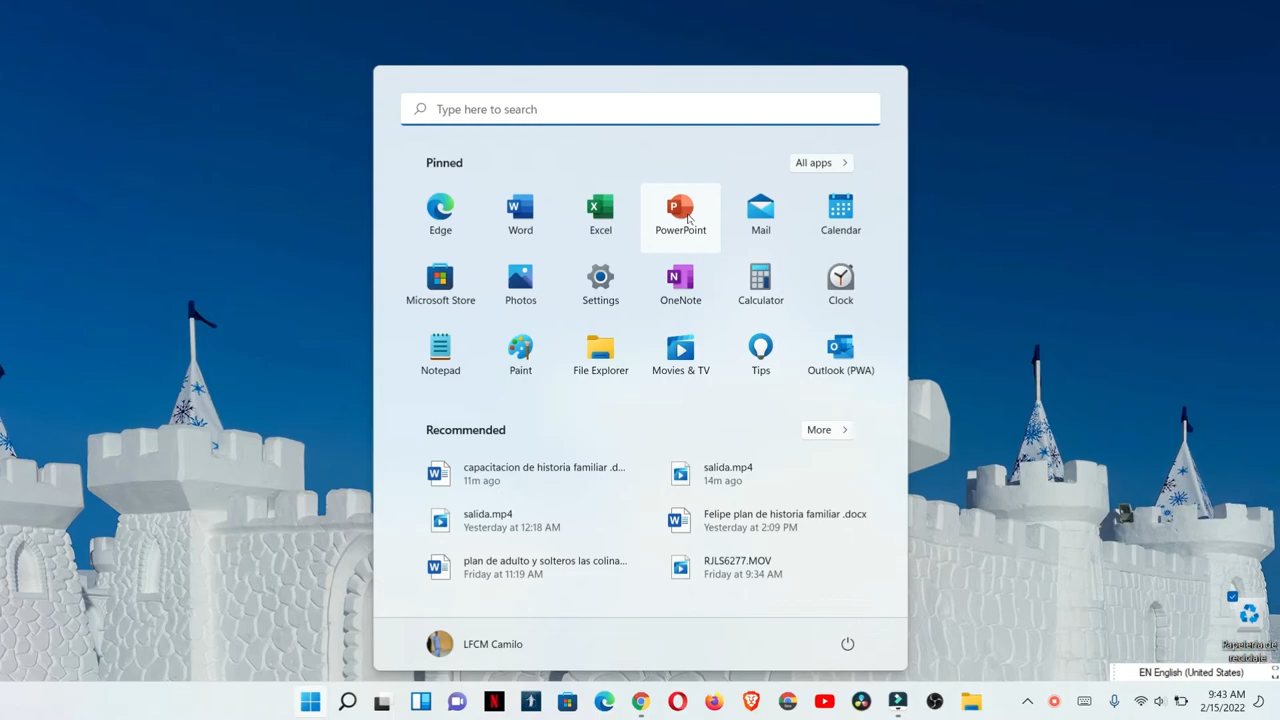 Type here to search
Pinned
All apps
Edge
Word
Excel
PowerPoint
Mail
Calendar
Microsoft Store
Photos
Settings
OneNote
Calculator
Clock
Notepad
Paint
File Explorer
Movies & TV
Tips
Outlook (PWA)
Recommended
More
capacitacion de historia familiar .d...
11m ago
salida.mp4
14m ago
salida.mp4
Yesterday at 12:18 AM
Felipe plan de historia familiar .docx
Yesterday at 2:09 PM
plan de adulto y solteros las colina...
Friday at 11:19 AM
RJLS6277.MOV
Friday at 9:34 AM
LFCM Camilo
Papelería de
reciclaje
EN English (United States)
9:43 AM
2/15/2022